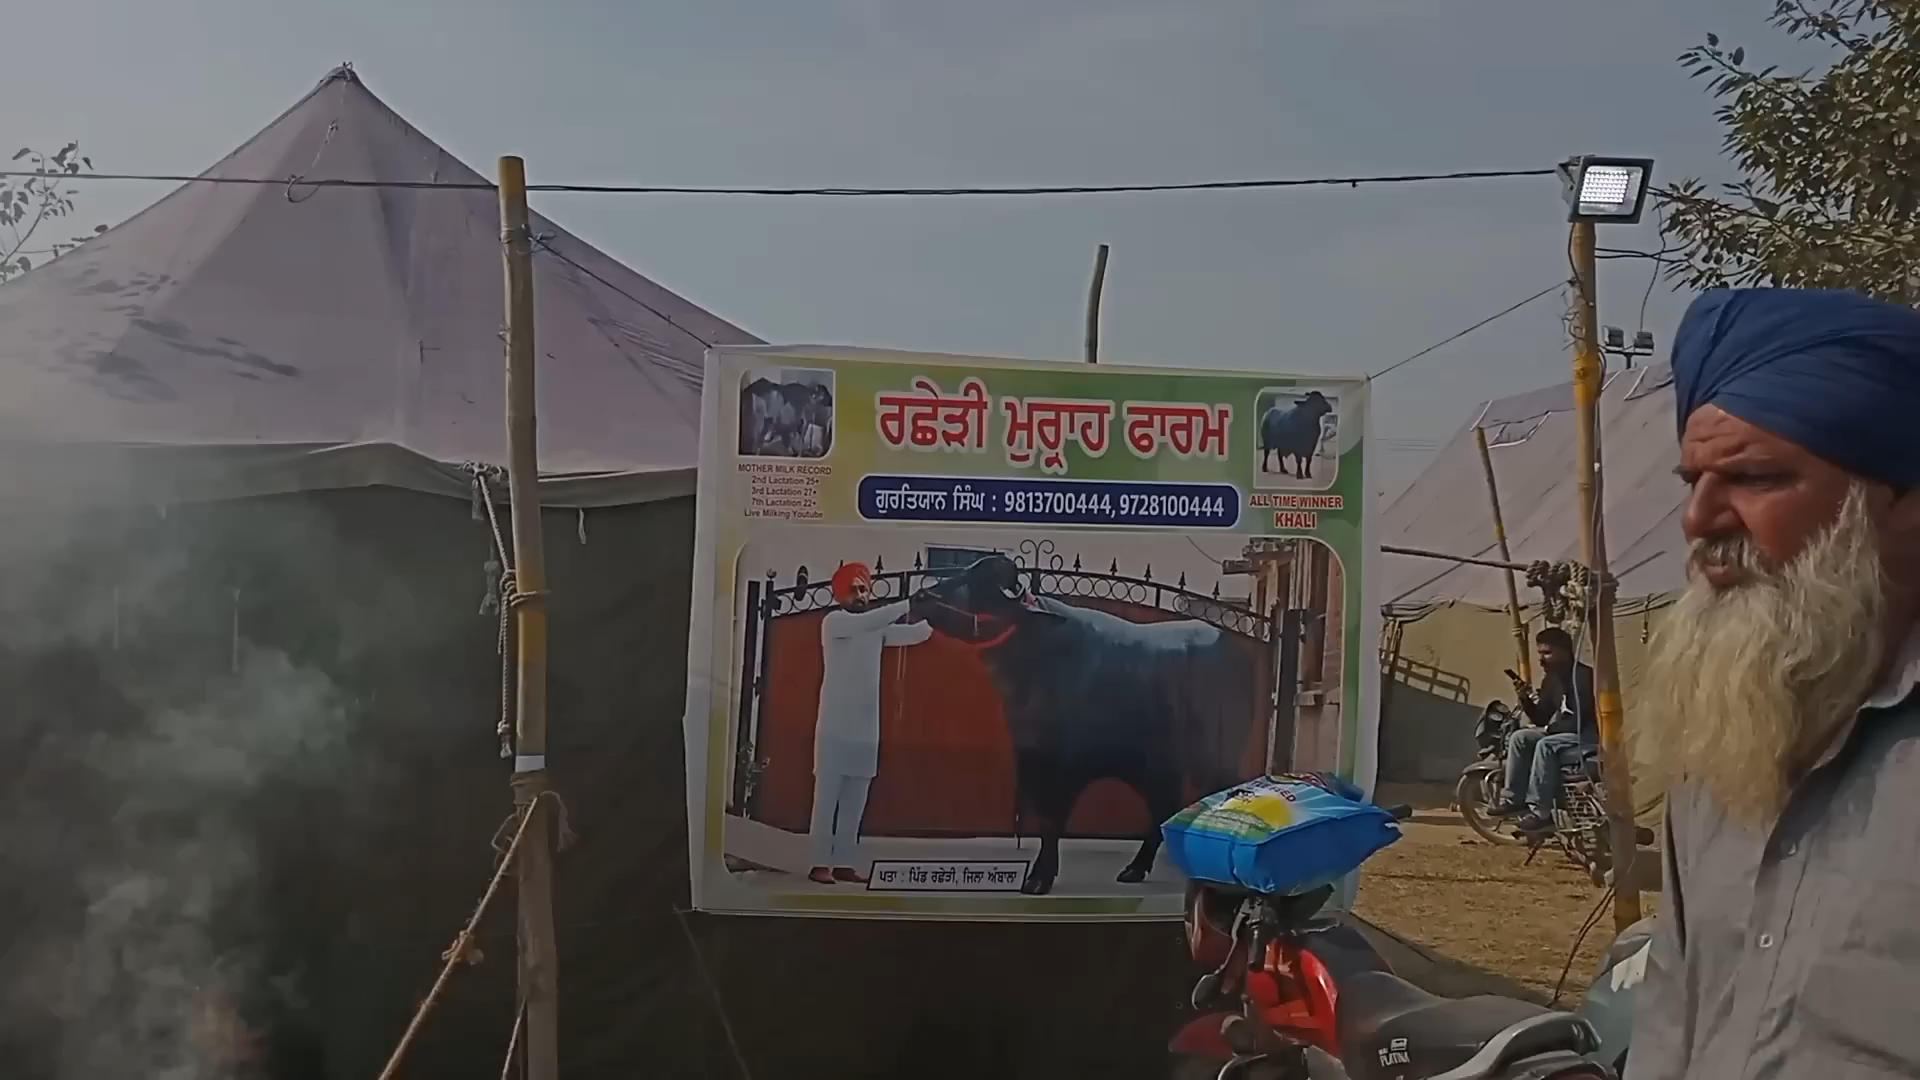 ਰਛੇੜੀ ਮੁਰ੍ਹਾਹ ਫਾਰਮ
MOTHER MILK RECORD
2nd Lactation 25+
3rd Lactation 27+
7th Lactation 22+
Live Milking Youtube
ਗੁਰਤਿਯਾਨ ਸਿੰਘ : 9813700444, 9728100444
ALL TIME WINNER
KHALI
ਪਤਾ : ਪਿੰਡ ਰਛੇੜੀ, ਜਿਲਾ ਅੰਬਾਲਾ
PLATINA